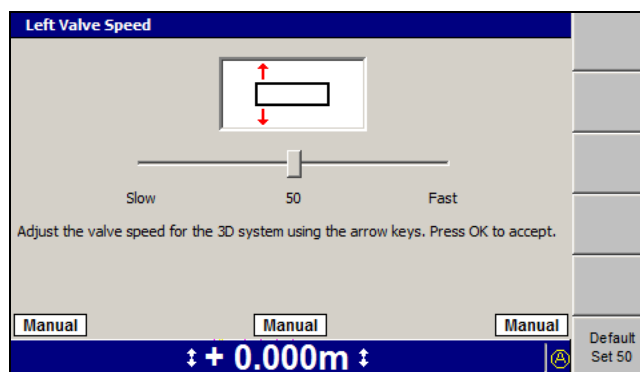 Left Valve Speed
Slow 50 Fast
Adjust the valve speed for the 3D system using the arrow keys. Press OK to accept.
Manual Manual Manual
+ 0.000m
A
Default
Set 50